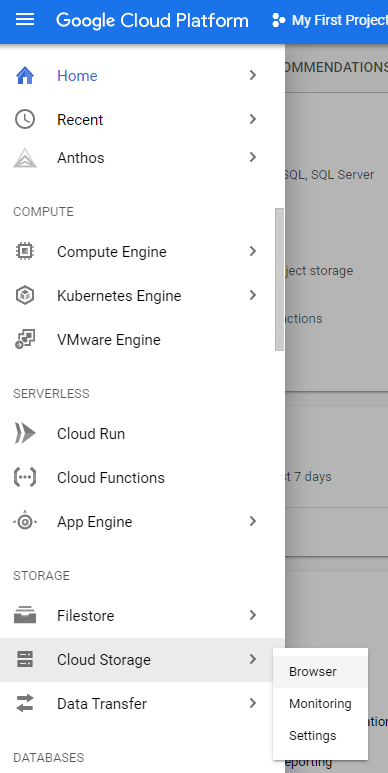 Google Cloud Platform My First Project
Home
OMMENDATIONS
Recent
Anthos
SQL, SQL Server
COMPUTE
Compute Engine
ject storage
Kubernetes Engine
nctions
VMware Engine
SERVERLESS
Cloud Run
Cloud Functions
st 7 days
App Engine
STORAGE
Filestore
Cloud Storage
Browser
Data Transfer
Monitoring
ation
Settings
DATABASES
eporting